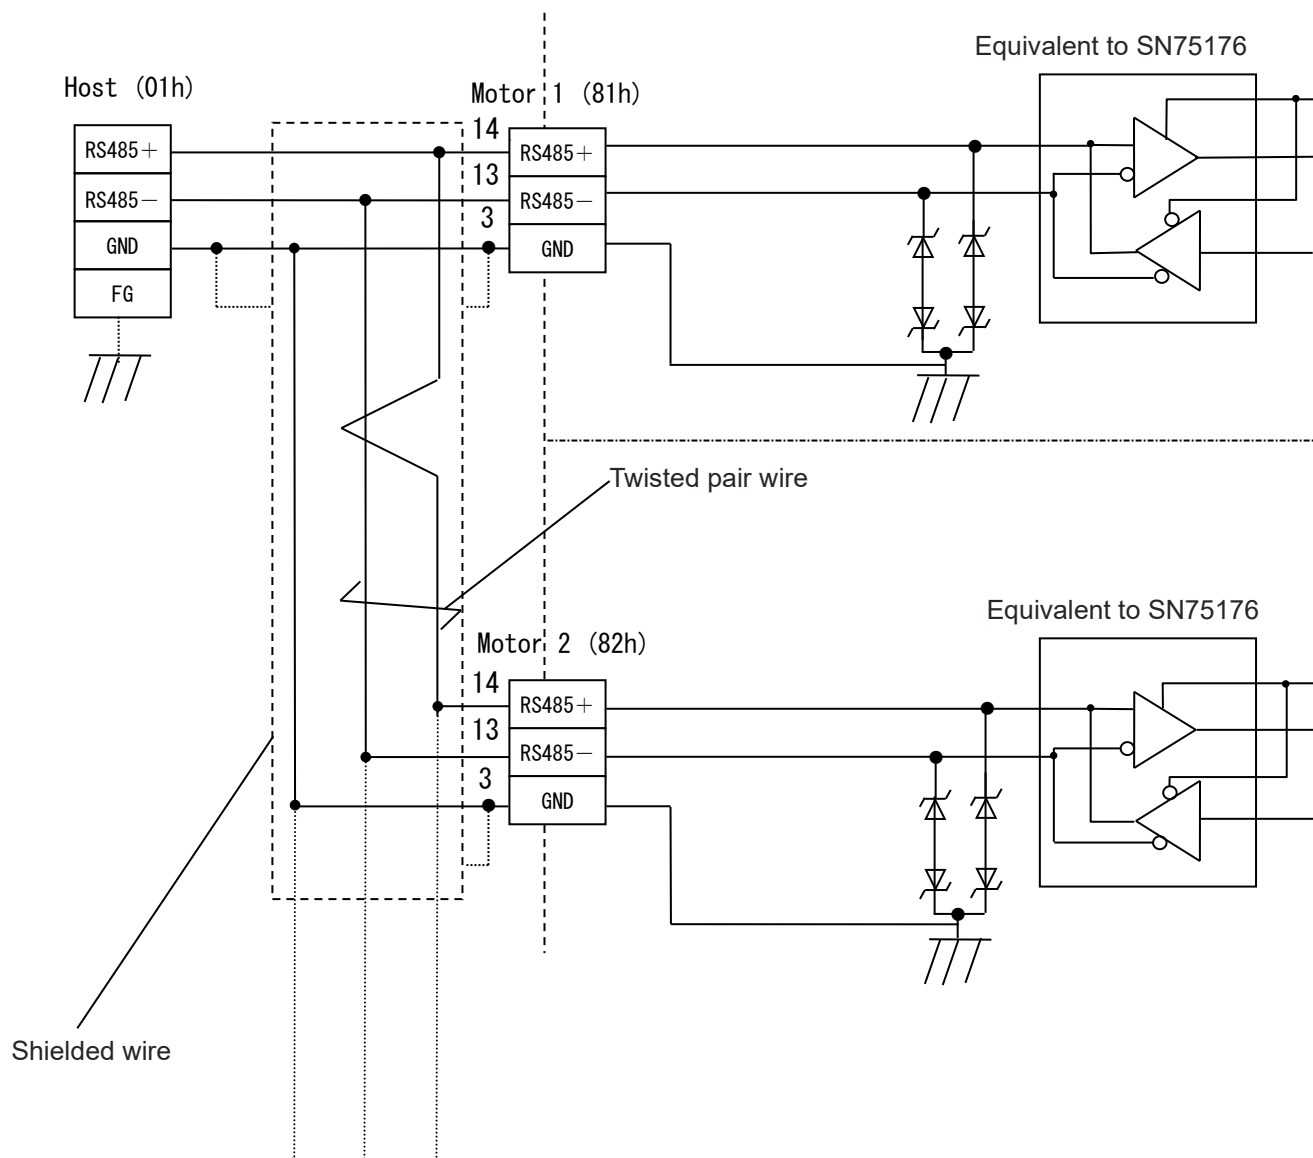 Equivalent to SN75176
Host (01h)
Motor 1 (81h)
RS485+
RS485−
GND
FG
14
13
3
RS485+
RS485−
GND
Twisted pair wire
Equivalent to SN75176
Motor 2 (82h)
14
13
3
RS485+
RS485−
GND
Shielded wire